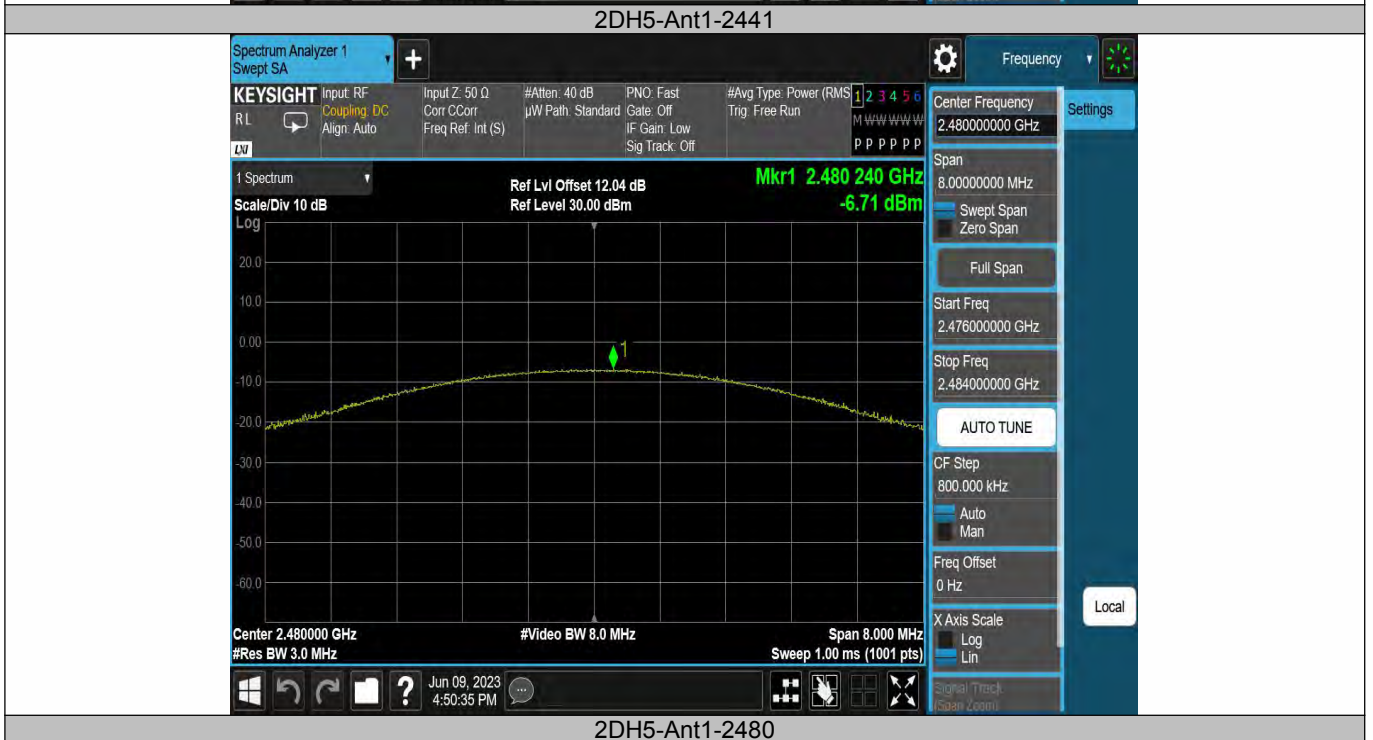 2DH5-Ant1-2441
Spectrum Analyzer 1
Swept SA
+
Frequency
KEYSIGHT
RL
LXI
Input: RF
Coupling: DC
Align: Auto
Input Z: 50 Ω
Corr CCorr
Freq Ref: Int (S)
#Atten: 40 dB
µW Path: Standard
PNO: Fast
Gate: Off
IF Gain: Low
Sig Track: Off
#Avg Type: Power (RMS
Trig: Free Run
1 2 3 4 5 6
M W W W W W
P P P P P P
Center Frequency
2.480000000 GHz
Settings
Span
8.00000000 MHz
Swept Span
Zero Span
Full Span
Start Freq
2.476000000 GHz
Stop Freq
2.484000000 GHz
AUTO TUNE
CF Step
800.000 kHz
Auto
Man
Freq Offset
0 Hz
X Axis Scale
Log
Lin
Signal Track
(Span Zoom)
Local
1 Spectrum
Scale/Div 10 dB
Log
Ref Lvl Offset 12.04 dB
Ref Level 30.00 dBm
Mkr1 2.480 240 GHz
-6.71 dBm
20.0
10.0
0.00
-10.0
-20.0
-30.0
-40.0
-50.0
-60.0
1
Center 2.480000 GHz
#Res BW 3.0 MHz
#Video BW 8.0 MHz
Span 8.000 MHz
Sweep 1.00 ms (1001 pts)
?
Jun 09, 2023
4:50:35 PM
2DH5-Ant1-2480